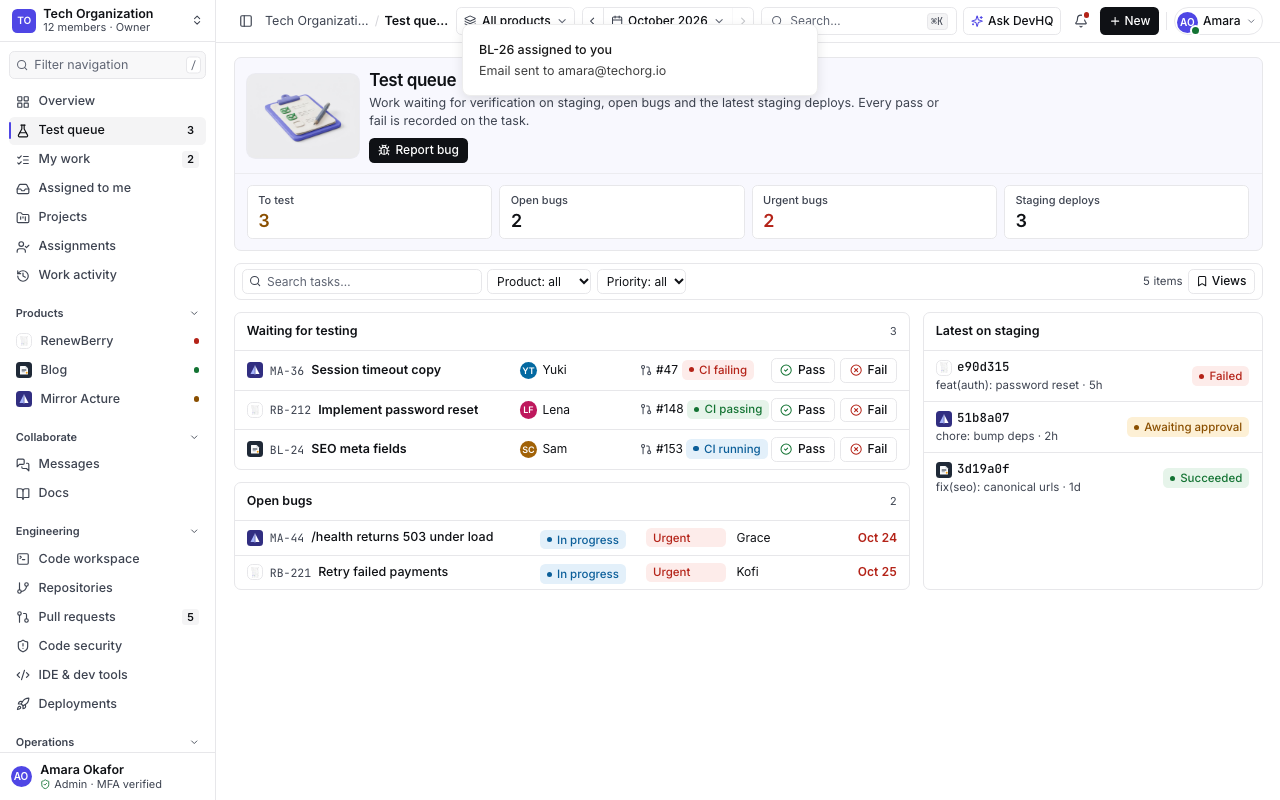 TO
Tech Organization
12 members · Owner
Filter navigation
/
Overview
Test queue
3
My work
2
Assigned to me
Projects
Assignments
Work activity
Products
RenewBerry
Blog
Mirror Acture
Collaborate
Messages
Docs
Engineering
Code workspace
Repositories
Pull requests
5
Code security
IDE & dev tools
Deployments
Operations
AO
Amara Okafor
Admin · MFA verified
Tech Organizati… / Test que…
All products
October 2026
Search...
⌘K
Ask DevHQ
New
AO
Amara
BL-26 assigned to you
Email sent to amara@techorg.io
Test queue
Work waiting for verification on staging, open bugs and the latest staging deploys. Every pass or
fail is recorded on the task.
Report bug
To test
3
Open bugs
2
Urgent bugs
2
Staging deploys
3
Search tasks...
Product: all
Priority: all
5 items
Views
Waiting for testing
3
MA-36 Session timeout copy YT Yuki #47 CI failing Pass Fail
RB-212 Implement password reset LF Lena #148 CI passing Pass Fail
BL-24 SEO meta fields SC Sam #153 CI running Pass Fail
Open bugs
2
MA-44 /health returns 503 under load In progress Urgent Grace Oct 24
RB-221 Retry failed payments In progress Urgent Kofi Oct 25
Latest on staging
e90d315
feat(auth): password reset · 5h
Failed
51b8a07
chore: bump deps · 2h
Awaiting approval
3d19a0f
fix(seo): canonical urls · 1d
Succeeded